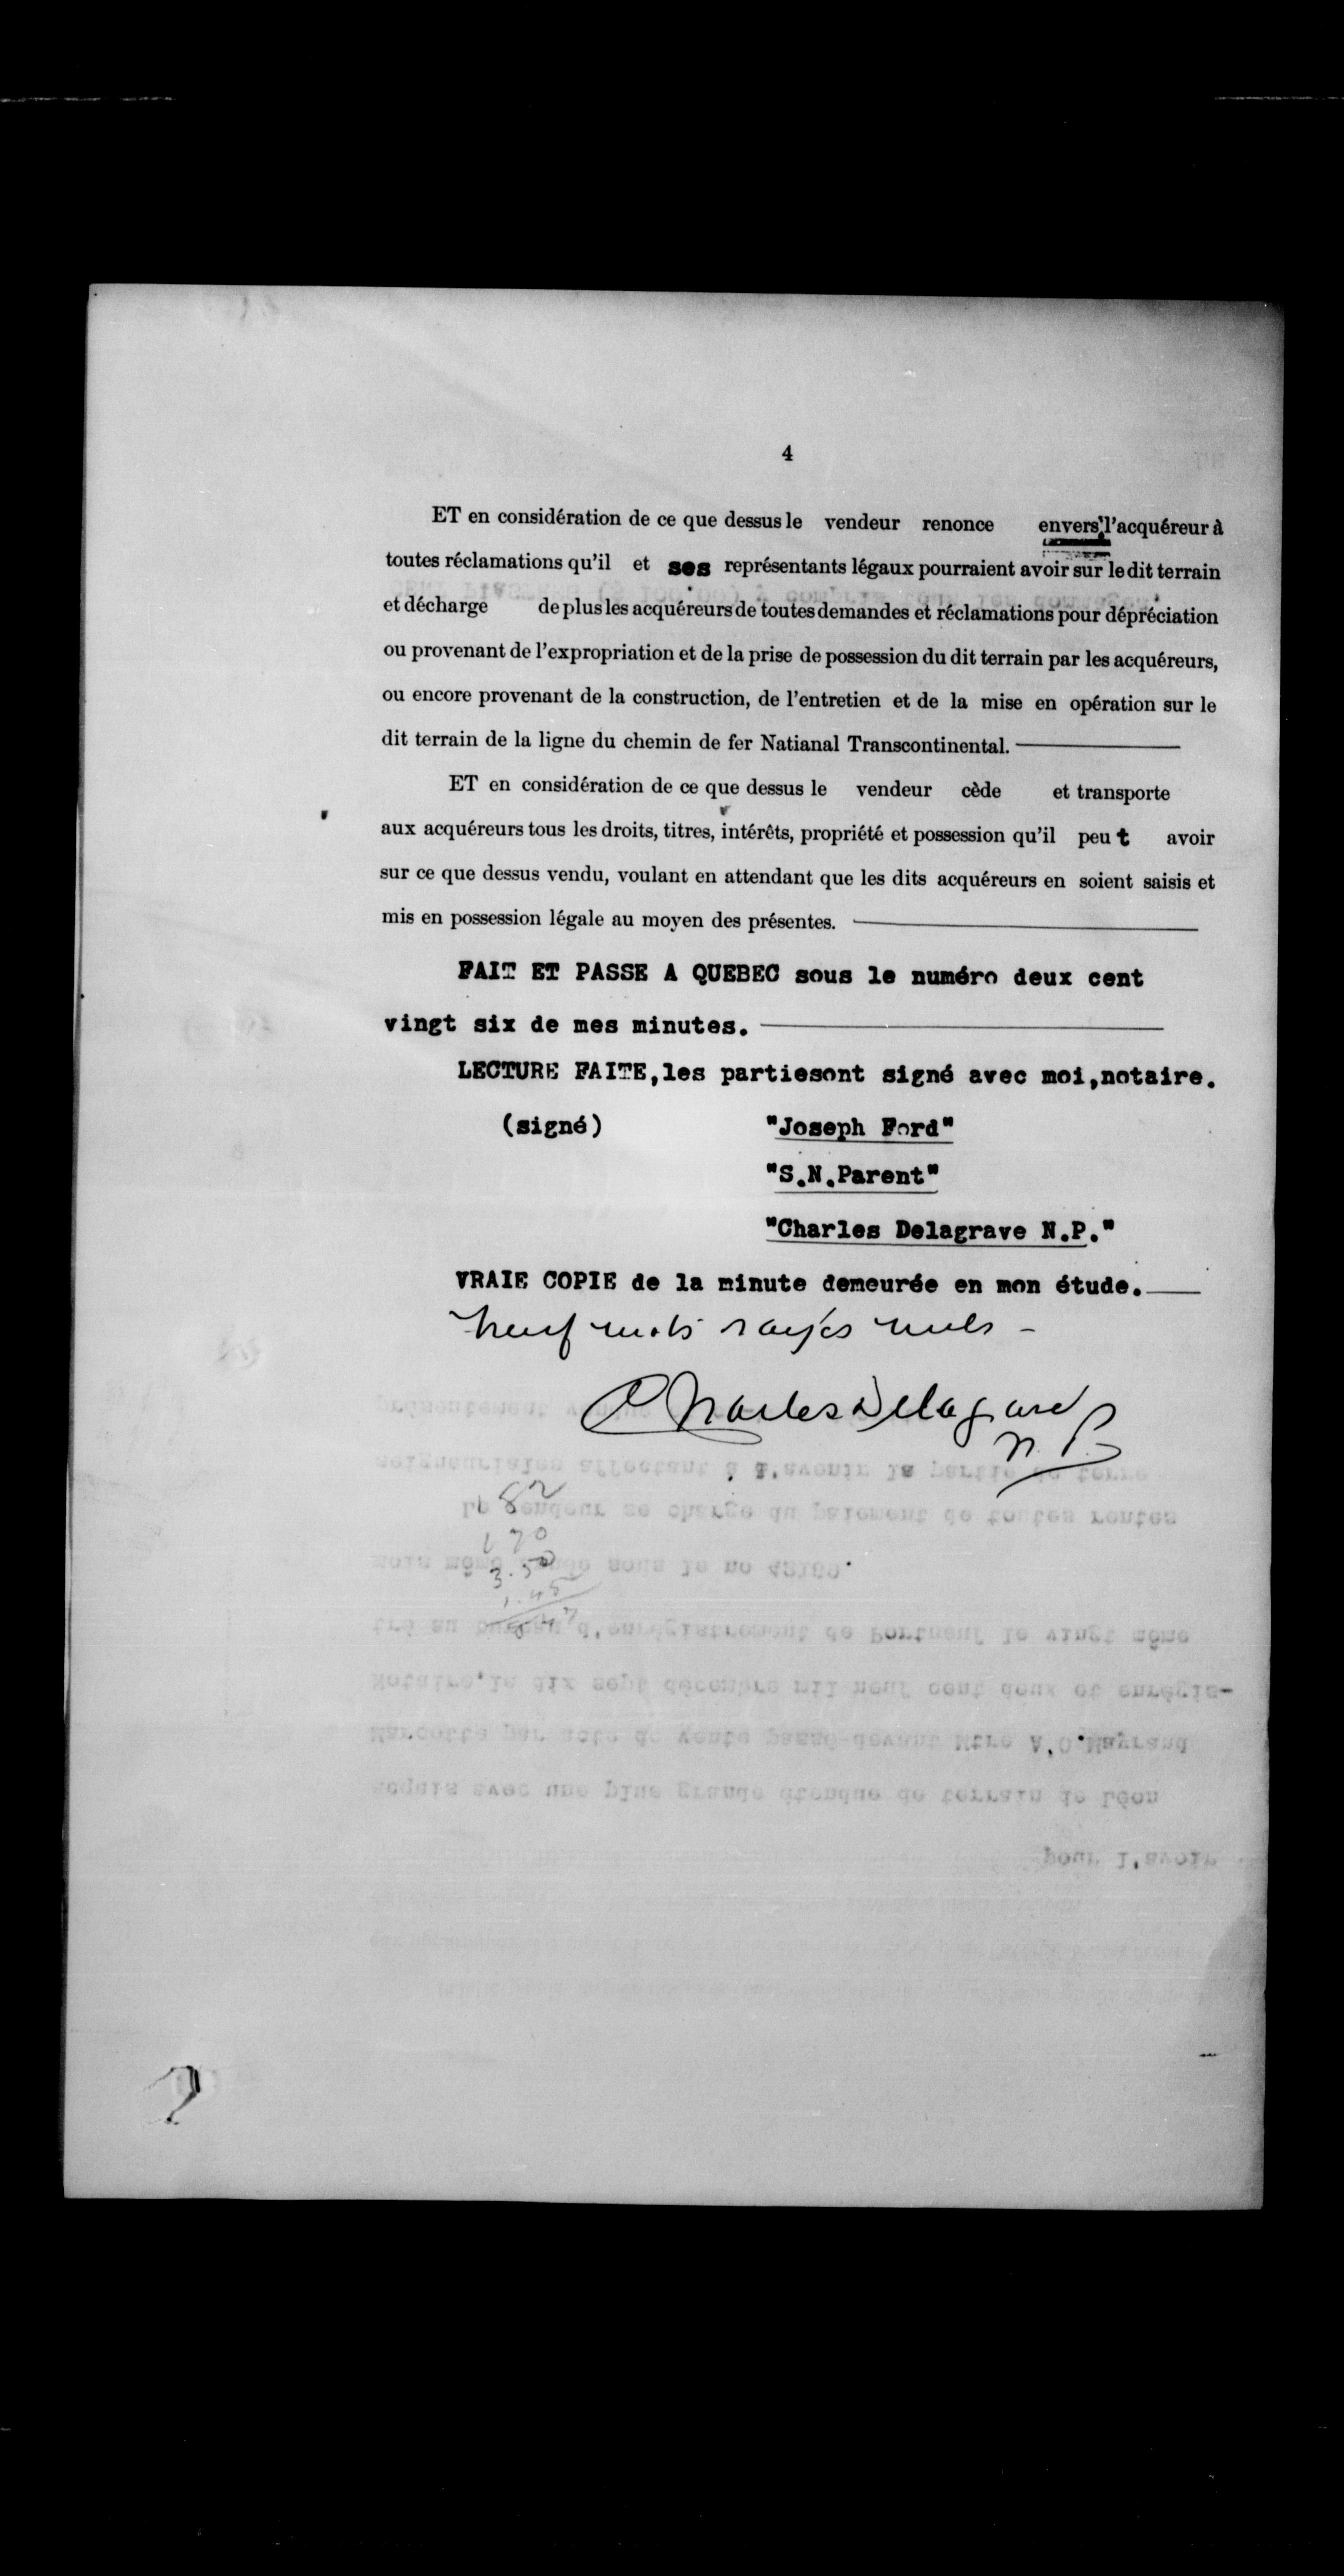 4
ET en considération de ce que dessus le vendeur renonce envers l'acquéreur à
toutes réclamations qu'il et ses représentants légaux pourraient avoir sur le dit terrain
et décharge de plus les acquéreurs de toutes demandes et réclamations pour dépréciation
ou provenant de l'expropriation et de la prise de possession du dit terrain par les acquéreurs,
ou encore provenant de la construction, de l'entretien et de la mise en opération sur le
dit terrain de la ligne du chemin de fer Natianal Transcontinental.
ET en considération de ce que dessus le vendeur cède et transporte
aux acquéreurs tous les droits, titres, intérêts, propriété et possession qu'il peut avoir
sur ce que dessus vendu, voulant en attendant que les dits acquéreurs en soient saisis et
mis en possession légale au moyen des présentes.
FAIT ET PASSE A QUEBEC sous le numéro deux cent
vingt six de mes minutes.
LECTURE FAITE,les partiesont signé avec moi,notaire.
(signé) "Joseph Ford"
"S.N.Parent"
"Charles Delagrave N.P."
VRAIE COPIE de la minute demeurée en mon étude.
Neuf mots rayés nuls -
Charles Delagrave
N.P.
1 82
1 70
3.50
1.45